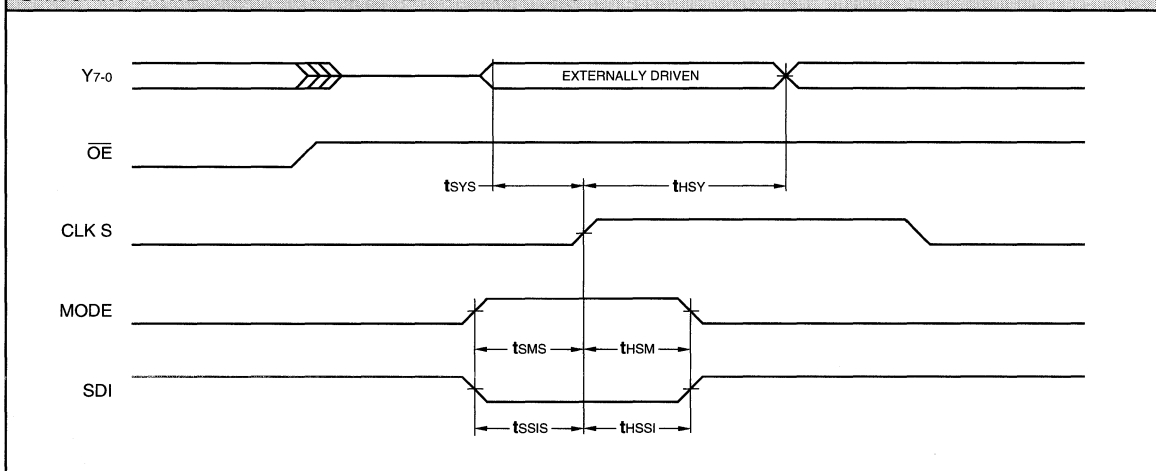 Y7-0
EXTERNALLY DRIVEN
OE
tSYS
tHSY
CLK S
MODE
tSMS
tHSM
SDI
tSSIS
tHSSI